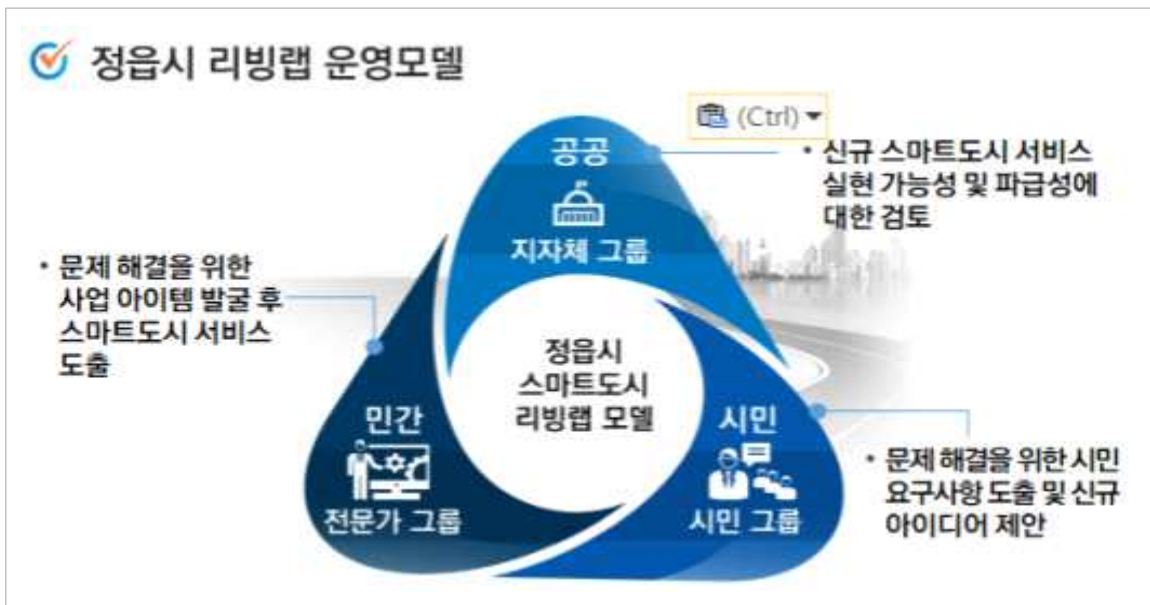 정읍시 리빙랩 운영모델
(Ctrl)
공공
지자체 그룹
• 신규 스마트도시 서비스
실현 가능성 및 파급성에
대한 검토
• 문제 해결을 위한
사업 아이템 발굴 후
스마트도시 서비스
도출
정읍시
스마트도시
리빙랩 모델
민간
전문가 그룹
시민
시민 그룹
• 문제 해결을 위한 시민
요구사항 도출 및 신규
아이디어 제안